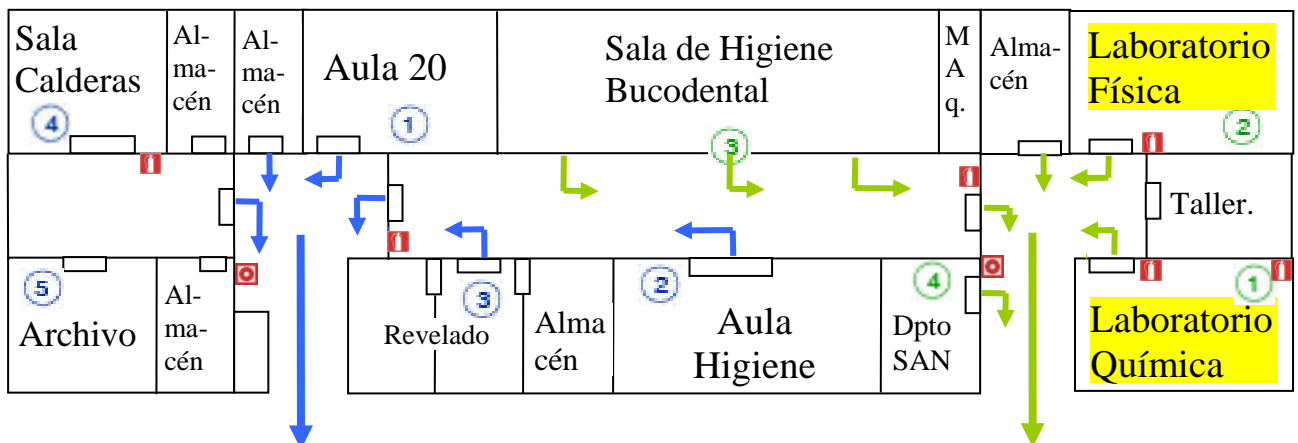 Sala
Calderas
4
Al-
ma-
cén
Al-
ma-
cén
Aula 20
1
Sala de Higiene
Bucodental
3
M
A
q.
Alma-
cén
Laboratorio
Física
2
Taller.
5
Archivo
Al-
ma-
cén
3
Revelado
Alma
cén
2
Aula
Higiene
4
Dpto
SAN
1
Laboratorio
Química